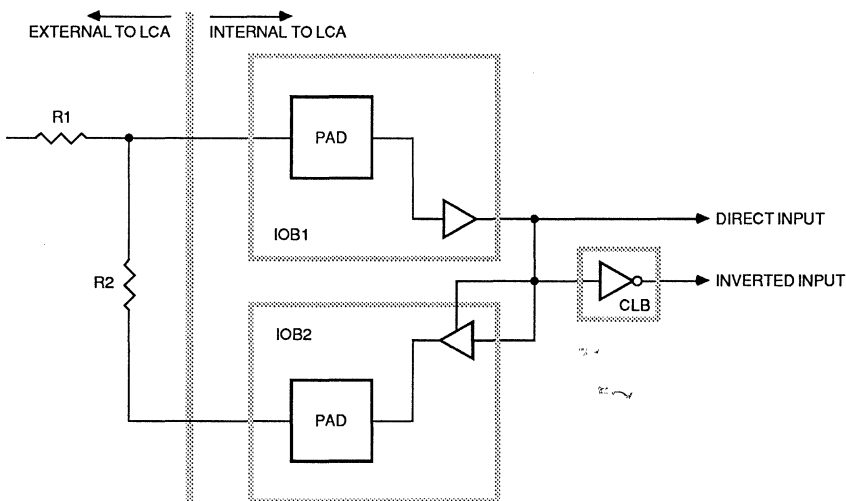 EXTERNAL TO LCA
INTERNAL TO LCA
R1
PAD
IOB1
DIRECT INPUT
R2
INVERTED INPUT
CLB
IOB2
PAD